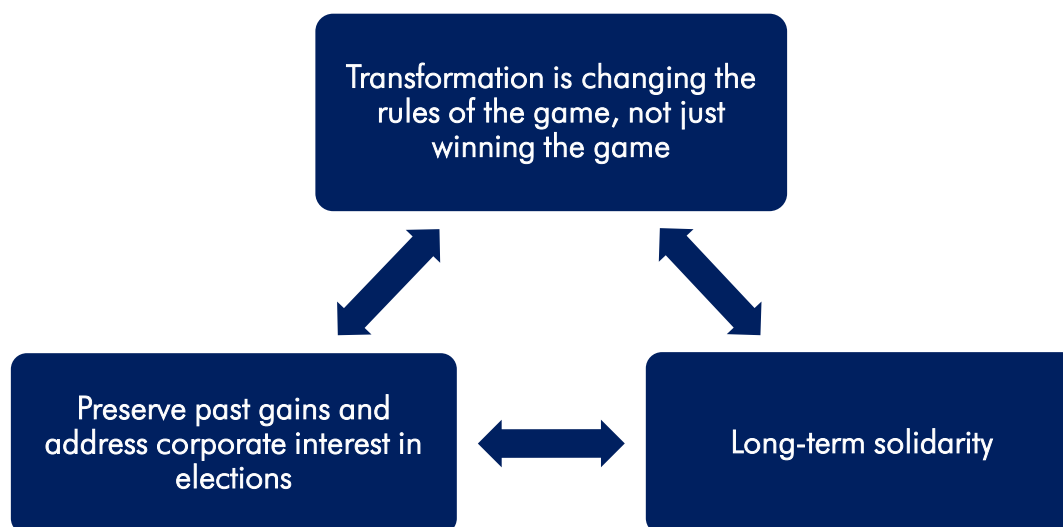 Transformation is changing the
rules of the game, not just
winning the game
Preserve past gains and
address corporate interest in
elections
Long-term solidarity